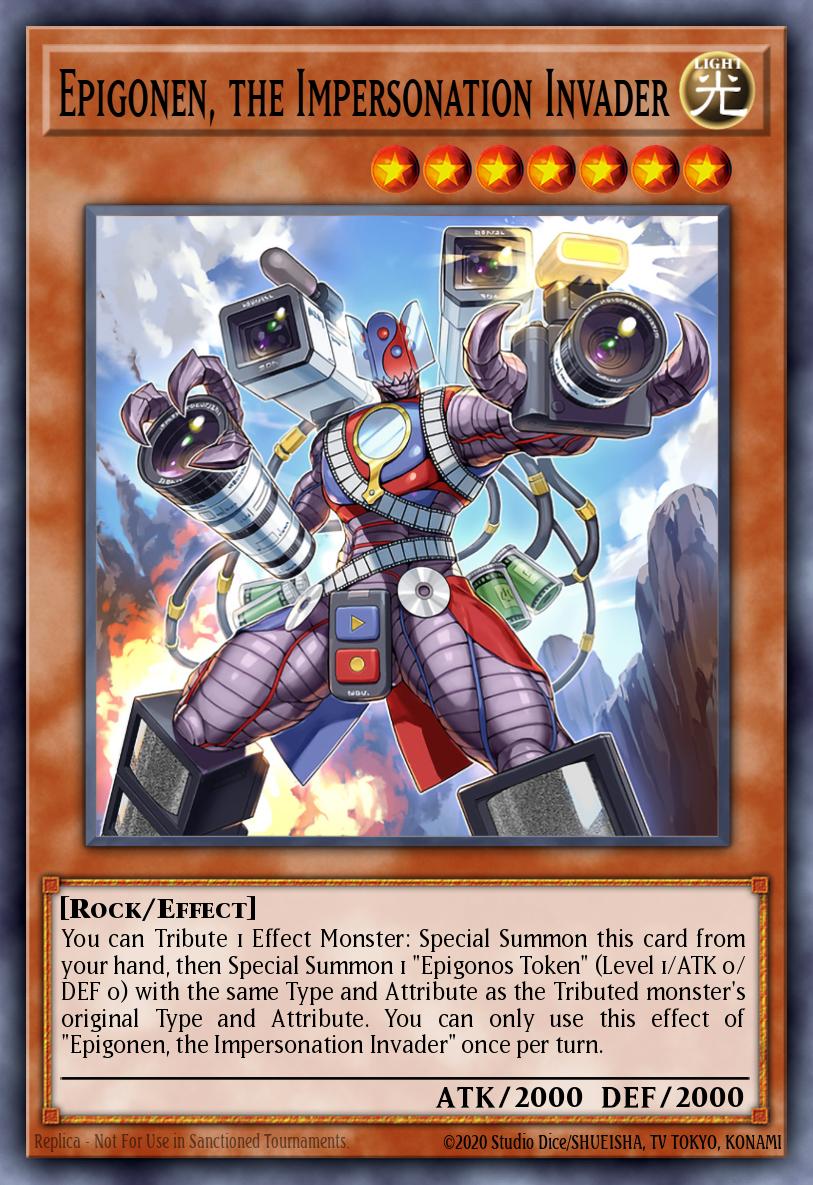 Epigonen, the Impersonation Invader
LIGHT
光
[Rock/Effect]
You can Tribute 1 Effect Monster: Special Summon this card from
your hand, then Special Summon 1 "Epigonos Token" (Level 1/ATK 0/
DEF 0) with the same Type and Attribute as the Tributed monster's
original Type and Attribute. You can only use this effect of
"Epigonen, the Impersonation Invader" once per turn.
ATK/2000 DEF/2000
Replica - Not For Use in Sanctioned Tournaments.
©2020 Studio Dice/SHUEISHA, TV TOKYO, KONAMI